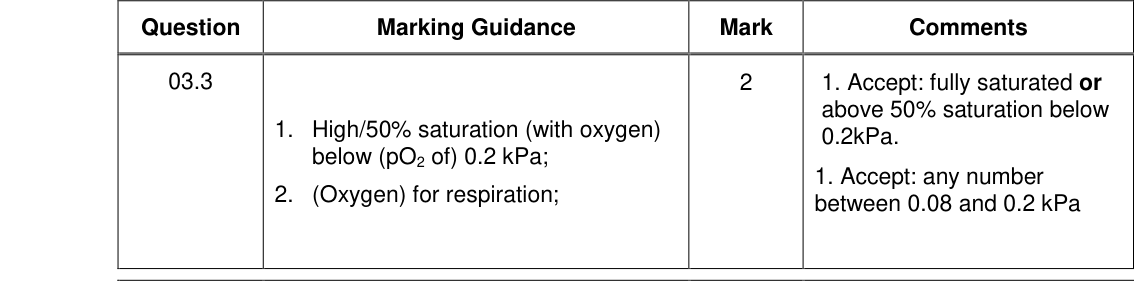 Question Marking Guidance Mark Comments
03.3
1. High/50% saturation (with oxygen)
below (pO₂ of) 0.2 kPa;
2. (Oxygen) for respiration;
2
1. Accept: fully saturated or
above 50% saturation below
0.2kPa.
1. Accept: any number
between 0.08 and 0.2 kPa